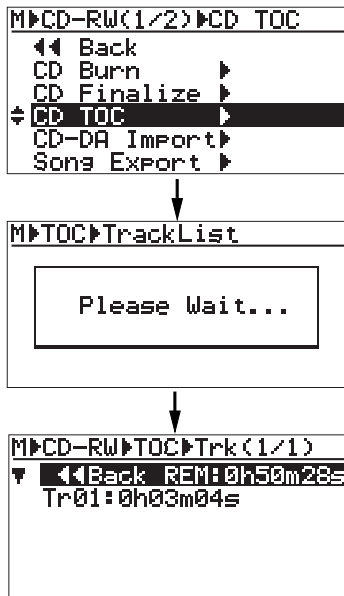 M▶CD-RW(1/2)▶CD TOC
◀◀ Back
CD Burn ▶
CD Finalize ▶
CD TOC ▶
CD-DA Import▶
Song Export ▶
M▶TOC▶TrackList
Please Wait...
M▶CD-RW▶TOC▶Trk(1/1)
◀◀Back REM:0h50m28s
Tr01:0h03m04s